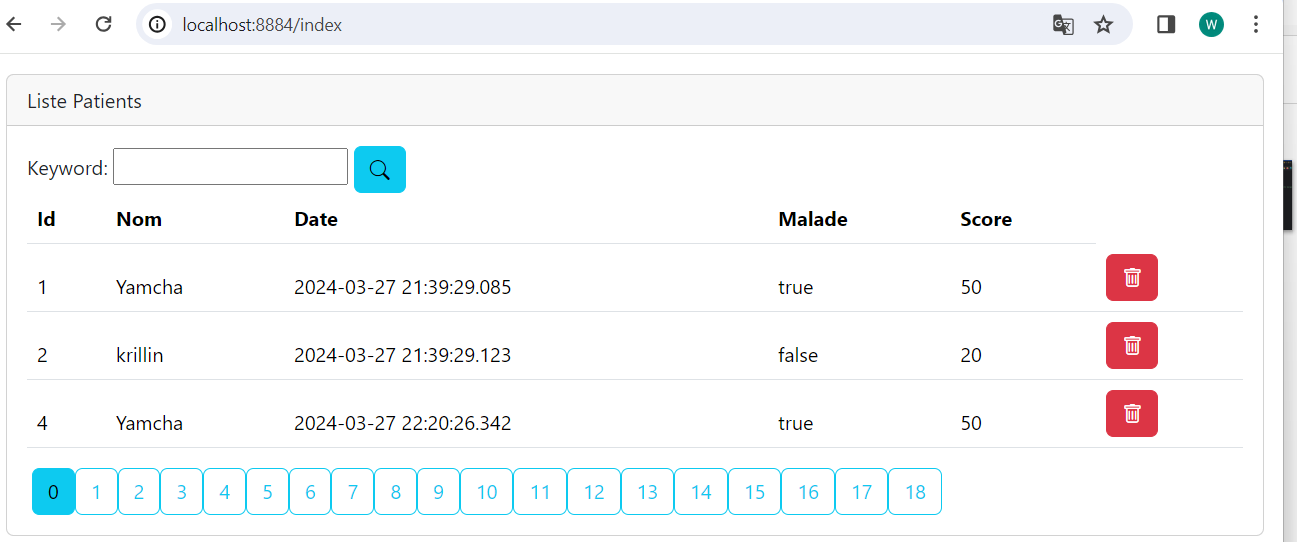 localhost:8884/index
W
Liste Patients
Keyword:
Id Nom Date Malade Score
1 Yamcha 2024-03-27 21:39:29.085 true 50
2 krillin 2024-03-27 21:39:29.123 false 20
4 Yamcha 2024-03-27 22:20:26.342 true 50
0 1 2 3 4 5 6 7 8 9 10 11 12 13 14 15 16 17 18